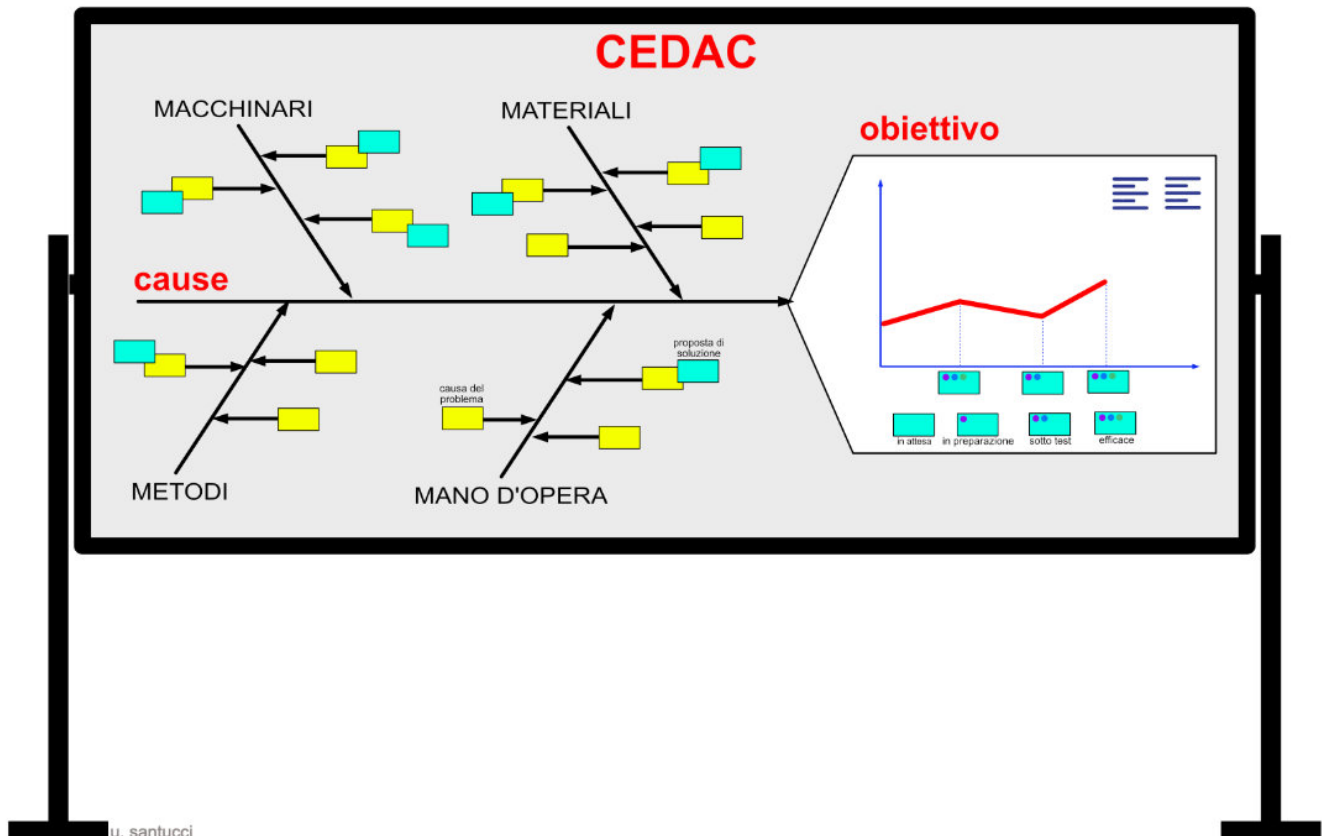 CEDAC
MACCHINARI
MATERIALI
obiettivo
cause
proposta di
soluzione
causa del
problema
in attesa
in preparazione
sotto test
efficace
METODI
MANO D'OPERA
u. santucci